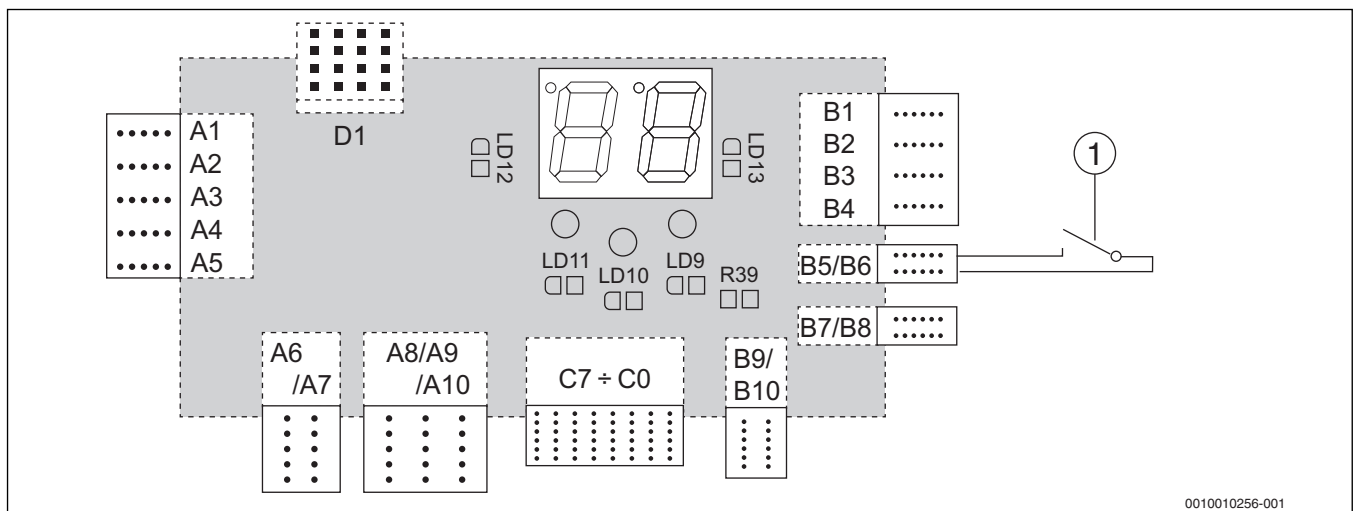 D1
A1
A2
A3
A4
A5
LD12
LD13
B1
B2
B3
B4
1
LD11
LD10
LD9
R39
B5/B6
B7/B8
A6
/A7
A8/A9
/A10
C7 ÷ C0
B9/
B10
0010010256-001